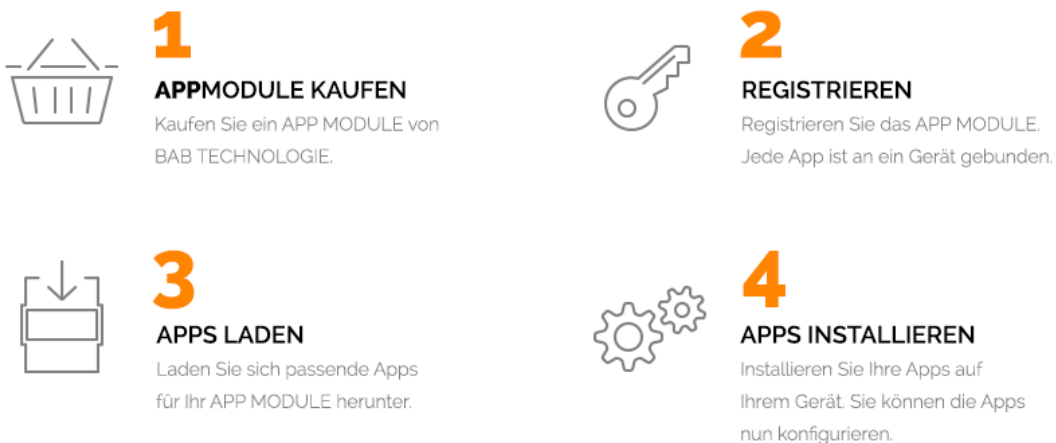 1
APPMODULE KAUFEN
Kaufen Sie ein APP MODULE von
BAB TECHNOLOGIE.
2
REGISTRIEREN
Registrieren Sie das APP MODULE.
Jede App ist an ein Gerät gebunden.
3
APPS LADEN
Laden Sie sich passende Apps
für Ihr APP MODULE herunter.
4
APPS INSTALLIEREN
Installieren Sie Ihre Apps auf
Ihrem Gerät. Sie können die Apps
nun konfigurieren.